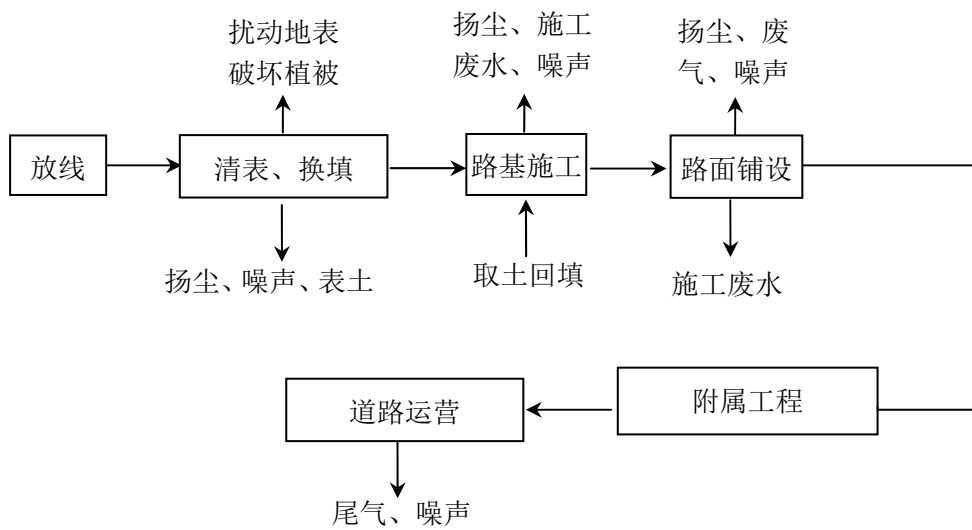 扰动地表
破坏植被
扬尘、施工
废水、噪声
扬尘、废
气、噪声
放线
清表、换填
路基施工
路面铺设
扬尘、噪声、表土
取土回填
施工废水
道路运营
附属工程
尾气、噪声